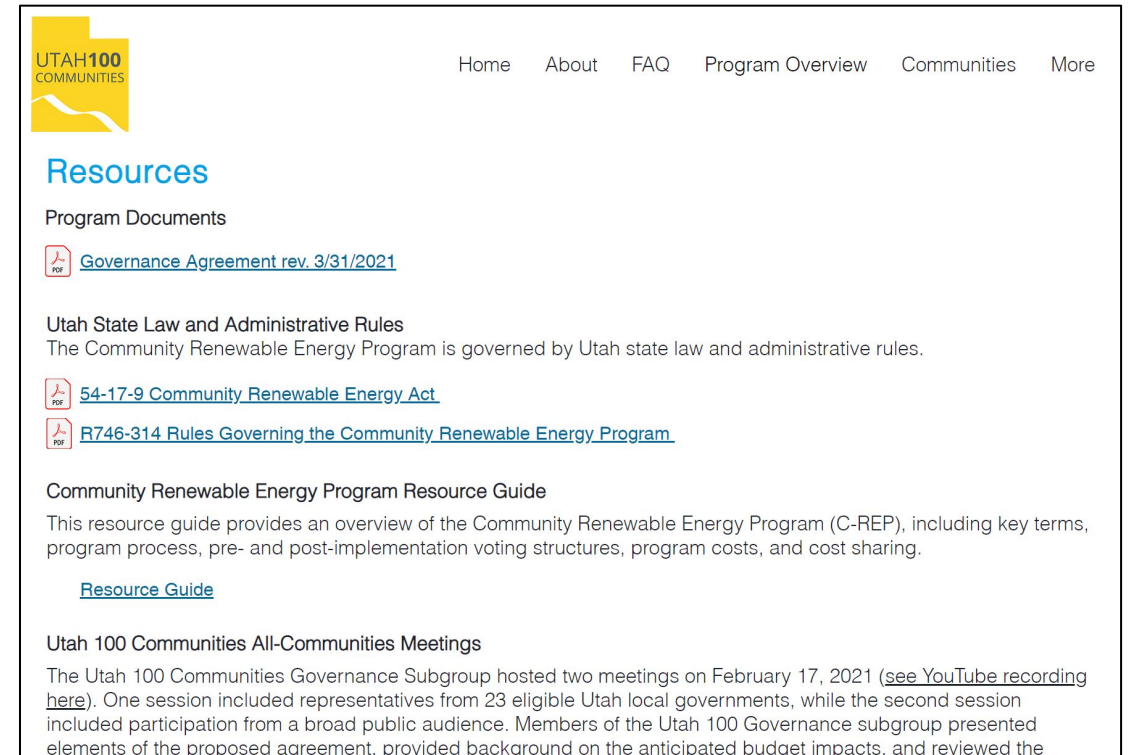 UTAH100
COMMUNITIES
Home About FAQ Program Overview Communities More
Resources
Program Documents
PDF Governance Agreement rev. 3/31/2021
Utah State Law and Administrative Rules
The Community Renewable Energy Program is governed by Utah state law and administrative rules.
PDF 54-17-9 Community Renewable Energy Act
PDF R746-314 Rules Governing the Community Renewable Energy Program
Community Renewable Energy Program Resource Guide
This resource guide provides an overview of the Community Renewable Energy Program (C-REP), including key terms,
program process, pre- and post-implementation voting structures, program costs, and cost sharing.
Resource Guide
Utah 100 Communities All-Communities Meetings
The Utah 100 Communities Governance Subgroup hosted two meetings on February 17, 2021 (see YouTube recording
here). One session included representatives from 23 eligible Utah local governments, while the second session
included participation from a broad public audience. Members of the Utah 100 Governance subgroup presented
elements of the proposed agreement, provided background on the anticipated budget impacts, and reviewed the